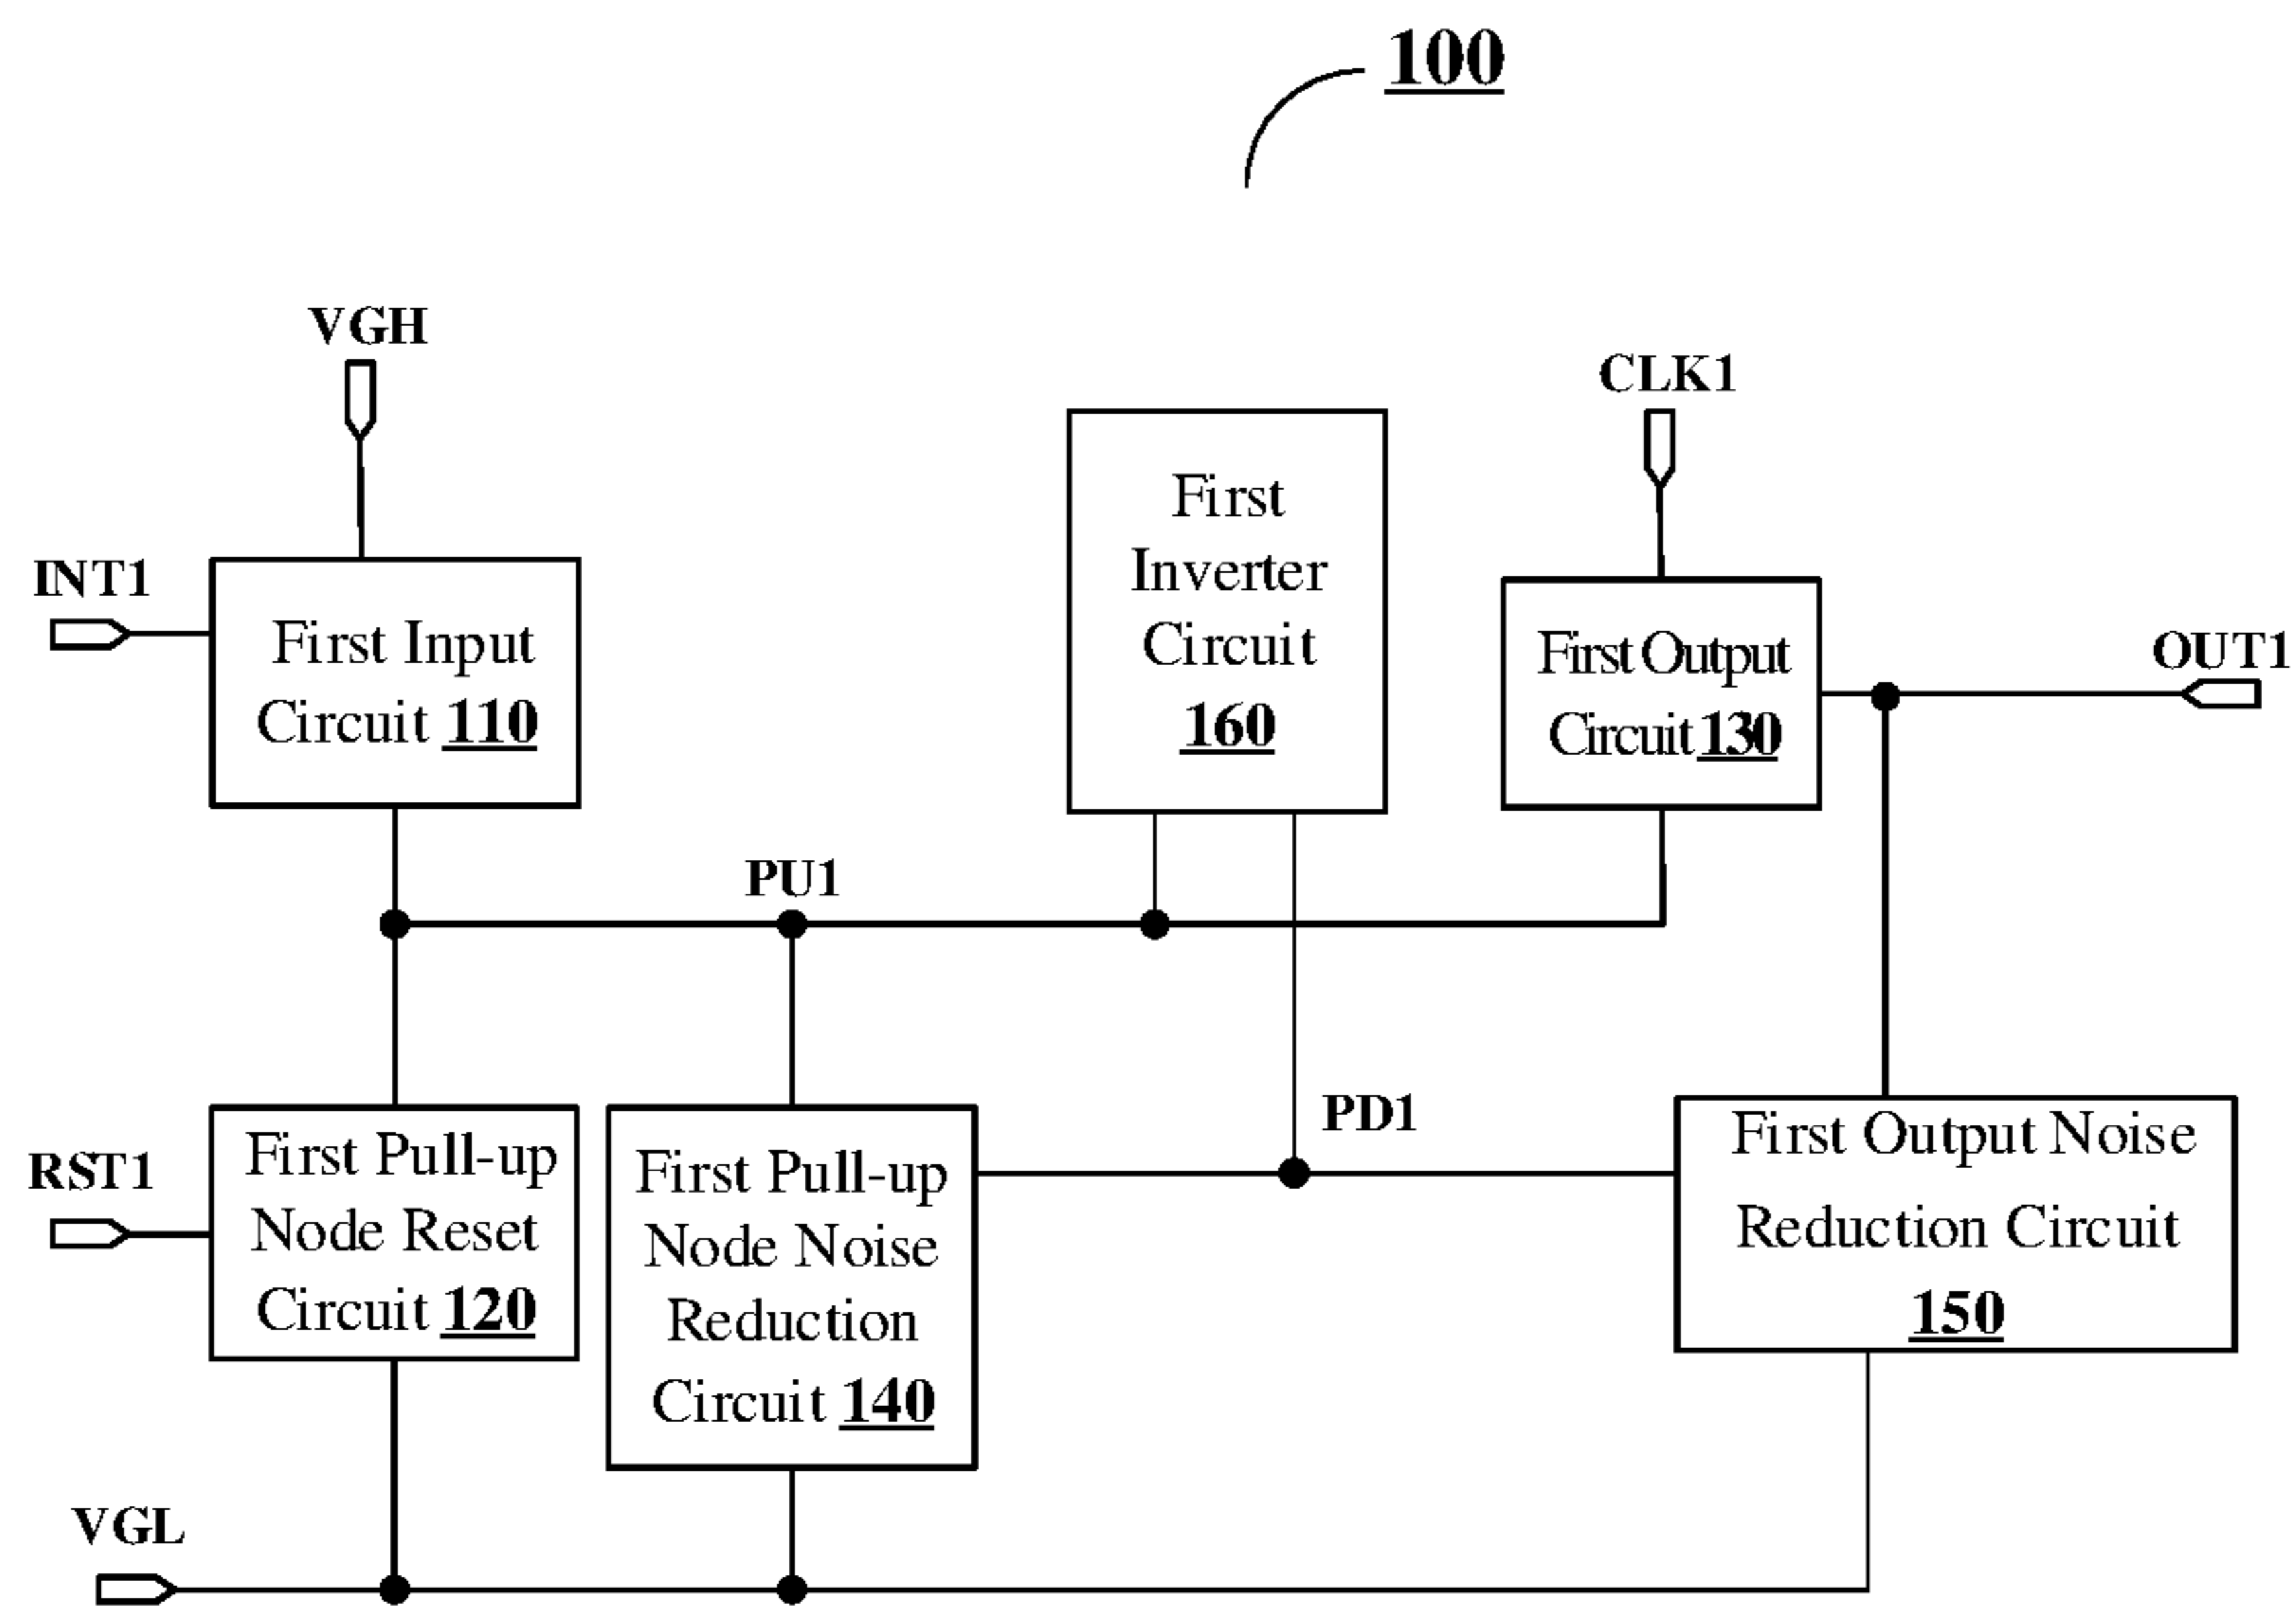 100
VGH
CLK1
INT1
First Input
Circuit 110
First
Inverter
Circuit
160
First Output
Circuit 130
OUT1
PU1
PD1
RST1
First Pull-up
Node Reset
Circuit 120
First Pull-up
Node Noise
Reduction
Circuit 140
First Output Noise
Reduction Circuit
150
VGL